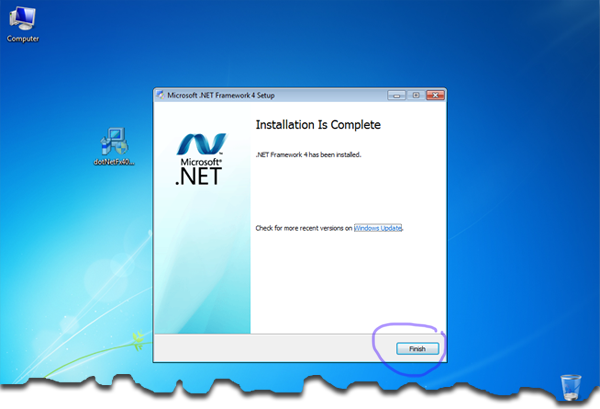 Computer
Microsoft .NET Framework 4 Setup
Installation Is Complete
dotNetFx40...
Microsoft®
.NET
.NET Framework 4 has been installed.
Check for more recent versions on Windows Update.
Finish